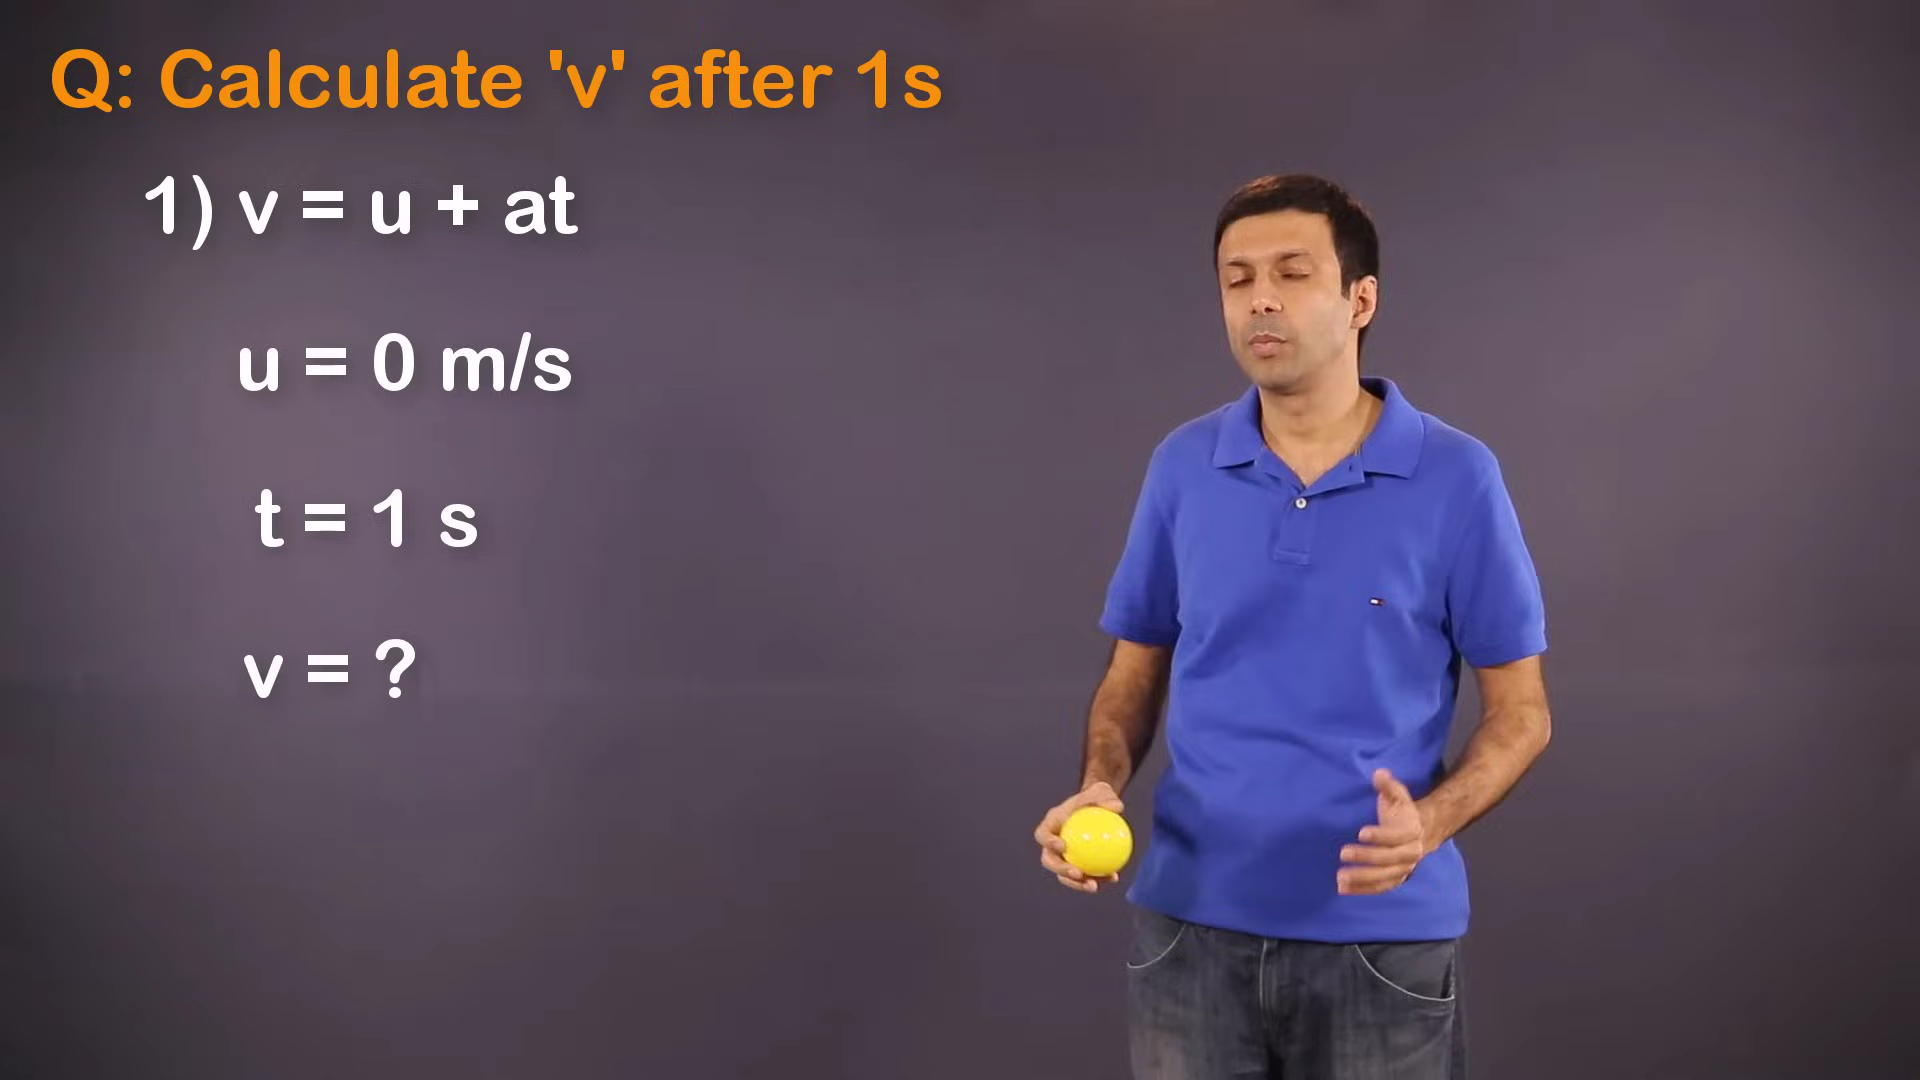 Q: Calculate 'v' after 1s
1) v = u + at
u = 0 m/s
t = 1 s
v = ?